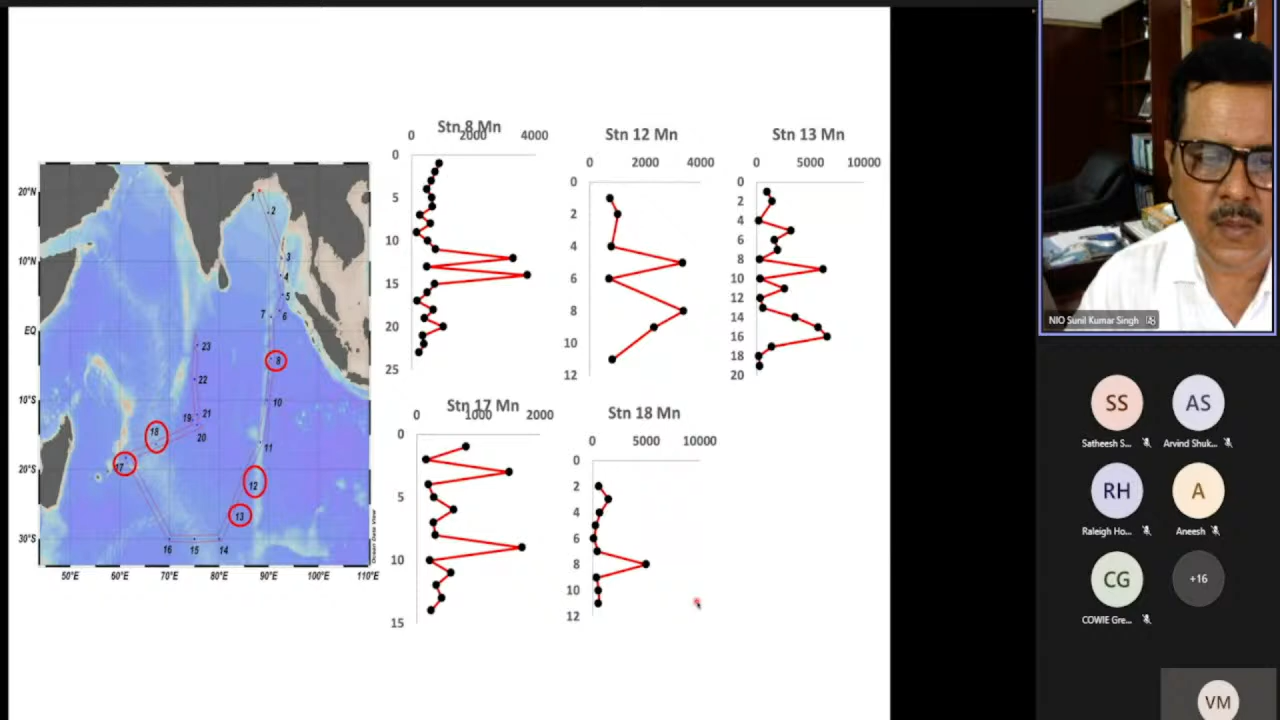 20°N
10°N
EQ
10°S
20°S
30°S
50°E
60°E
70°E
80°E
90°E
100°E
110°E
Ocean Data View
1
2
3
4
5
6
7
8
10
11
12
13
14
15
16
17
18
19
20
21
22
23
Stn 8 Mn
0
2000
4000
0
5
10
15
20
25
Stn 12 Mn
0
2000
4000
0
2
4
6
8
10
12
Stn 13 Mn
0
5000
10000
0
2
4
6
8
10
12
14
16
18
20
Stn 17 Mn
0
1000
2000
0
5
10
15
Stn 18 Mn
0
5000
10000
0
2
4
6
8
10
12
NIO Sunil Kumar Singh
SS
Satheesh S...
AS
Arvind Shuk...
RH
Raleigh Ho...
A
Aneesh
CG
COWIE Gre...
+16
VM